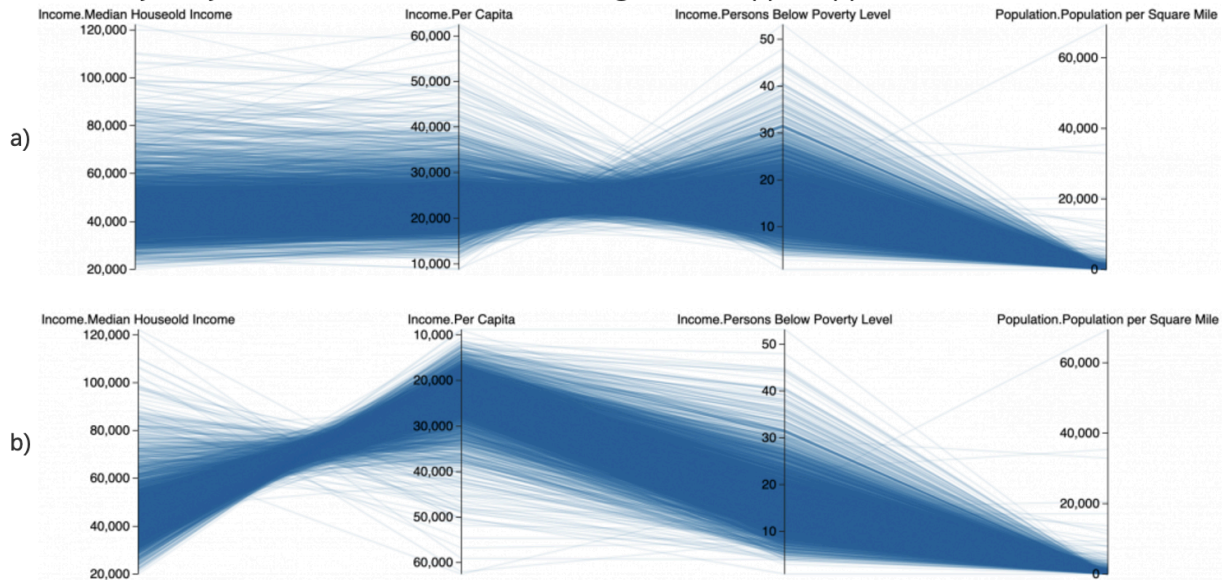 Income.Median Houseold Income Income.Per Capita Income.Persons Below Poverty Level Population.Population per Square Mile
120,000 60,000 50 60,000
100,000 50,000 40
80,000 40,000 40,000
a) 30
60,000 30,000
20 20,000
40,000 20,000
10
20,000 10,000 0
Income.Median Houseold Income Income.Per Capita Income.Persons Below Poverty Level Population.Population per Square Mile
120,000 10,000 50 60,000
100,000 20,000 40
80,000 30,000 40,000
b) 30
60,000 40,000
20 20,000
40,000 50,000
10
20,000 60,000 0